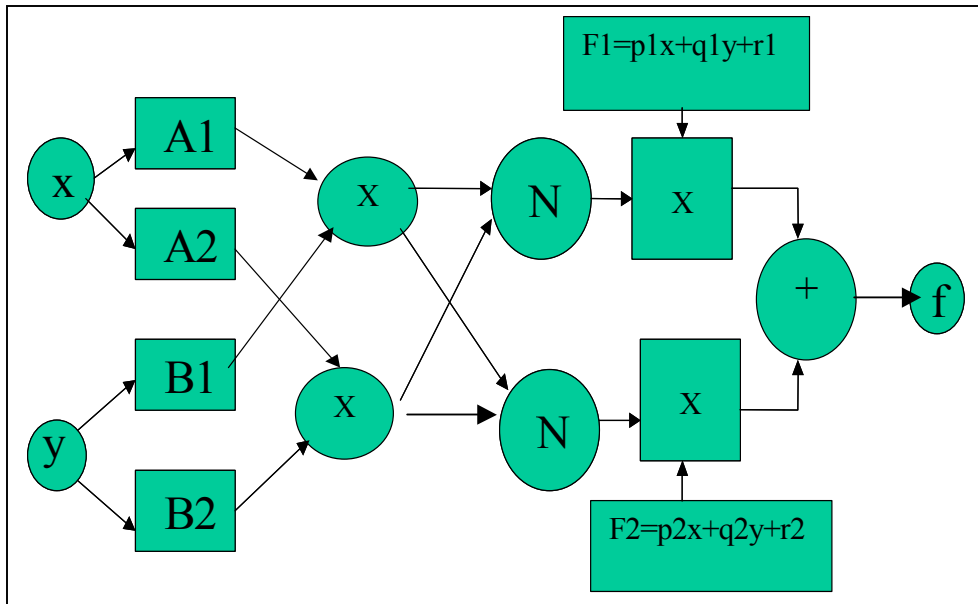 F1=p1x+q1y+r1
A1
x
X
N
X
A2
+
f
B1
X
X
y
N
B2
F2=p2x+q2y+r2